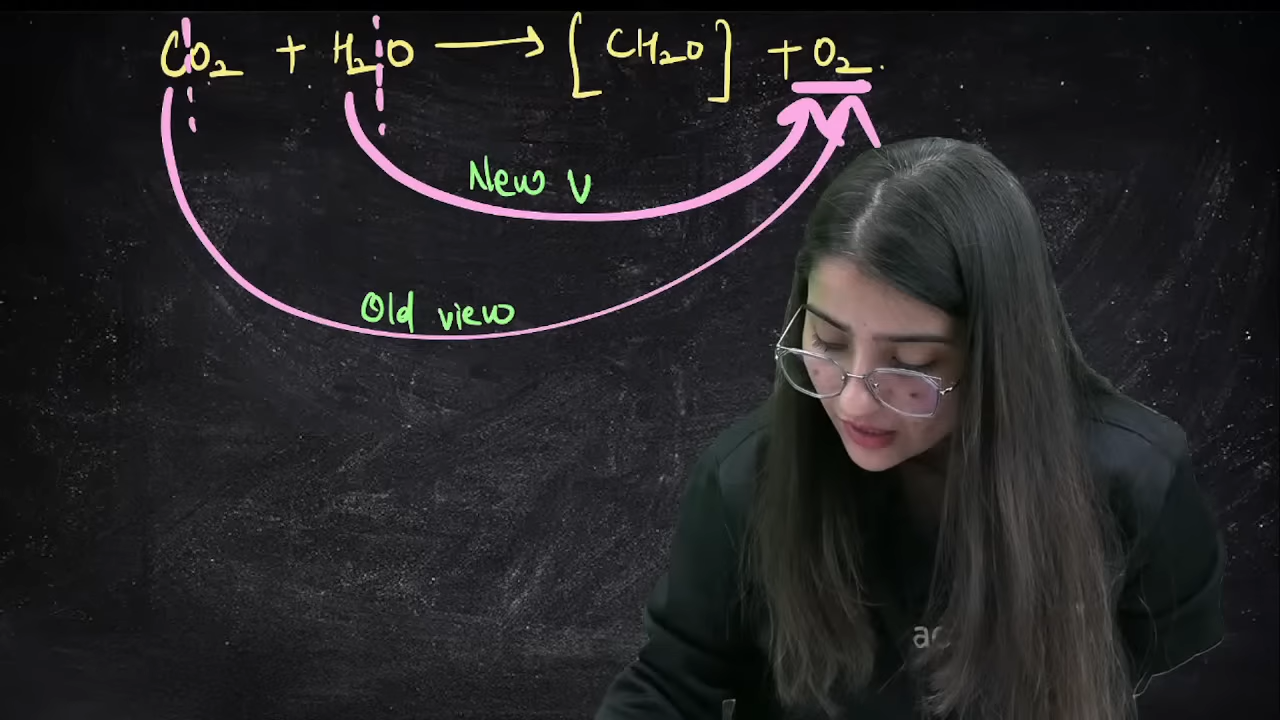 CO₂ + H₂O → [CH₂O] + O₂.
New V
Old view